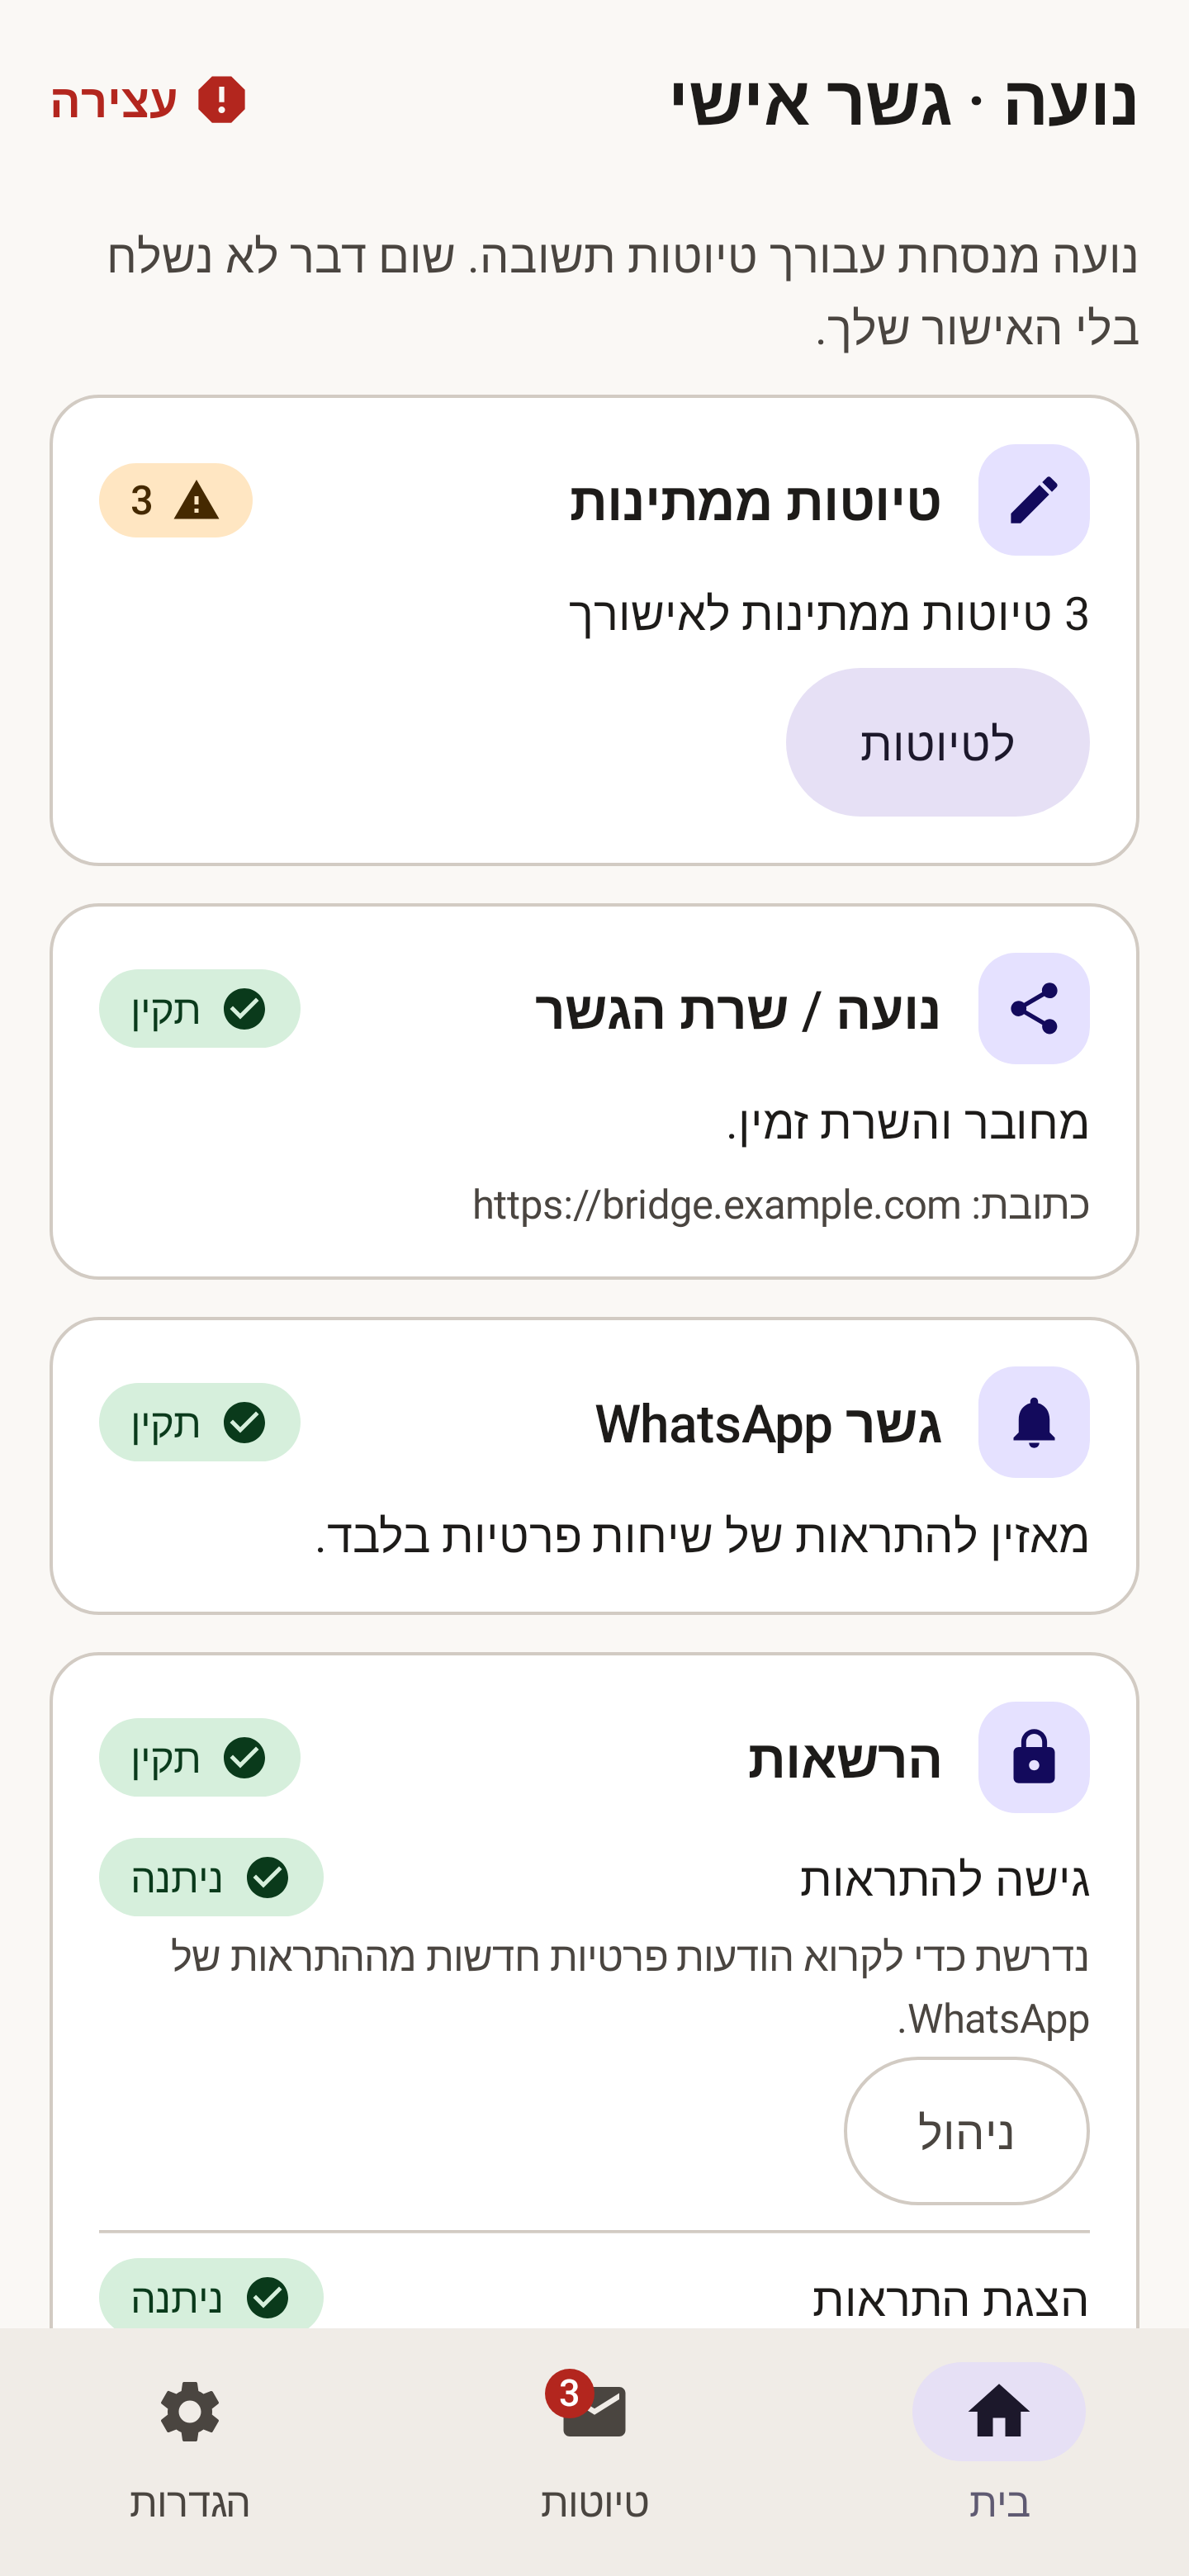 נועה · גשר אישי
עצירה
נועה מנסחת עבורך טיוטות תשובה. שום דבר לא נשלח
בלי האישור שלך.
טיוטות ממתינות
3
3 טיוטות ממתינות לאישורך
לטיוטות
נועה / שרת הגשר
תקין
מחובר והשרת זמין.
כתובת: https://bridge.example.com
גשר WhatsApp
תקין
מאזין להתראות של שיחות פרטיות בלבד.
הרשאות
תקין
גישה להתראות
ניתנה
נדרשת כדי לקרוא הודעות פרטיות חדשות מההתראות של
WhatsApp.
ניהול
הצגת התראות
ניתנה
בית
3
טיוטות
הגדרות